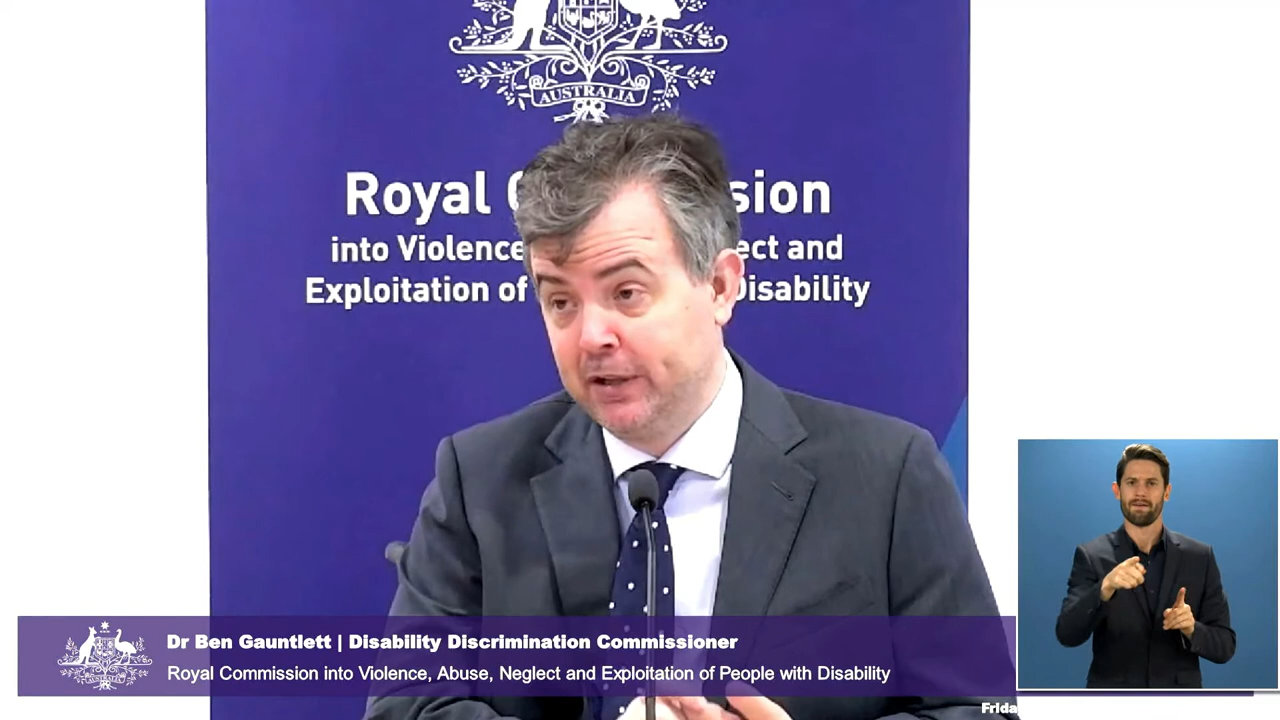 AUSTRALIA
Royal sion
into Violence ect and
Exploitation of Disability
Dr Ben Gauntlett | Disability Discrimination Commissioner
Royal Commission into Violence, Abuse, Neglect and Exploitation of People with Disability
Frida